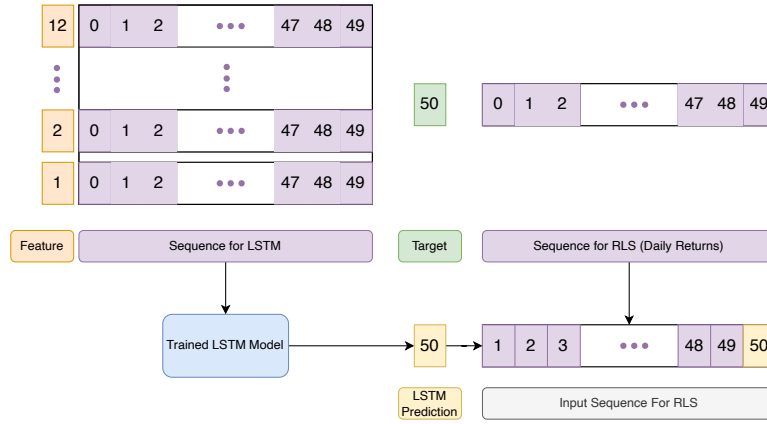 12 0 1 2 47 48 49
50 0 1 2 47 48 49
2 0 1 2 47 48 49
1 0 1 2 47 48 49
Feature Sequence for LSTM Target Sequence for RLS (Daily Returns)
Trained LSTM Model 50 1 2 3 48 49 50
LSTM
Prediction
Input Sequence For RLS